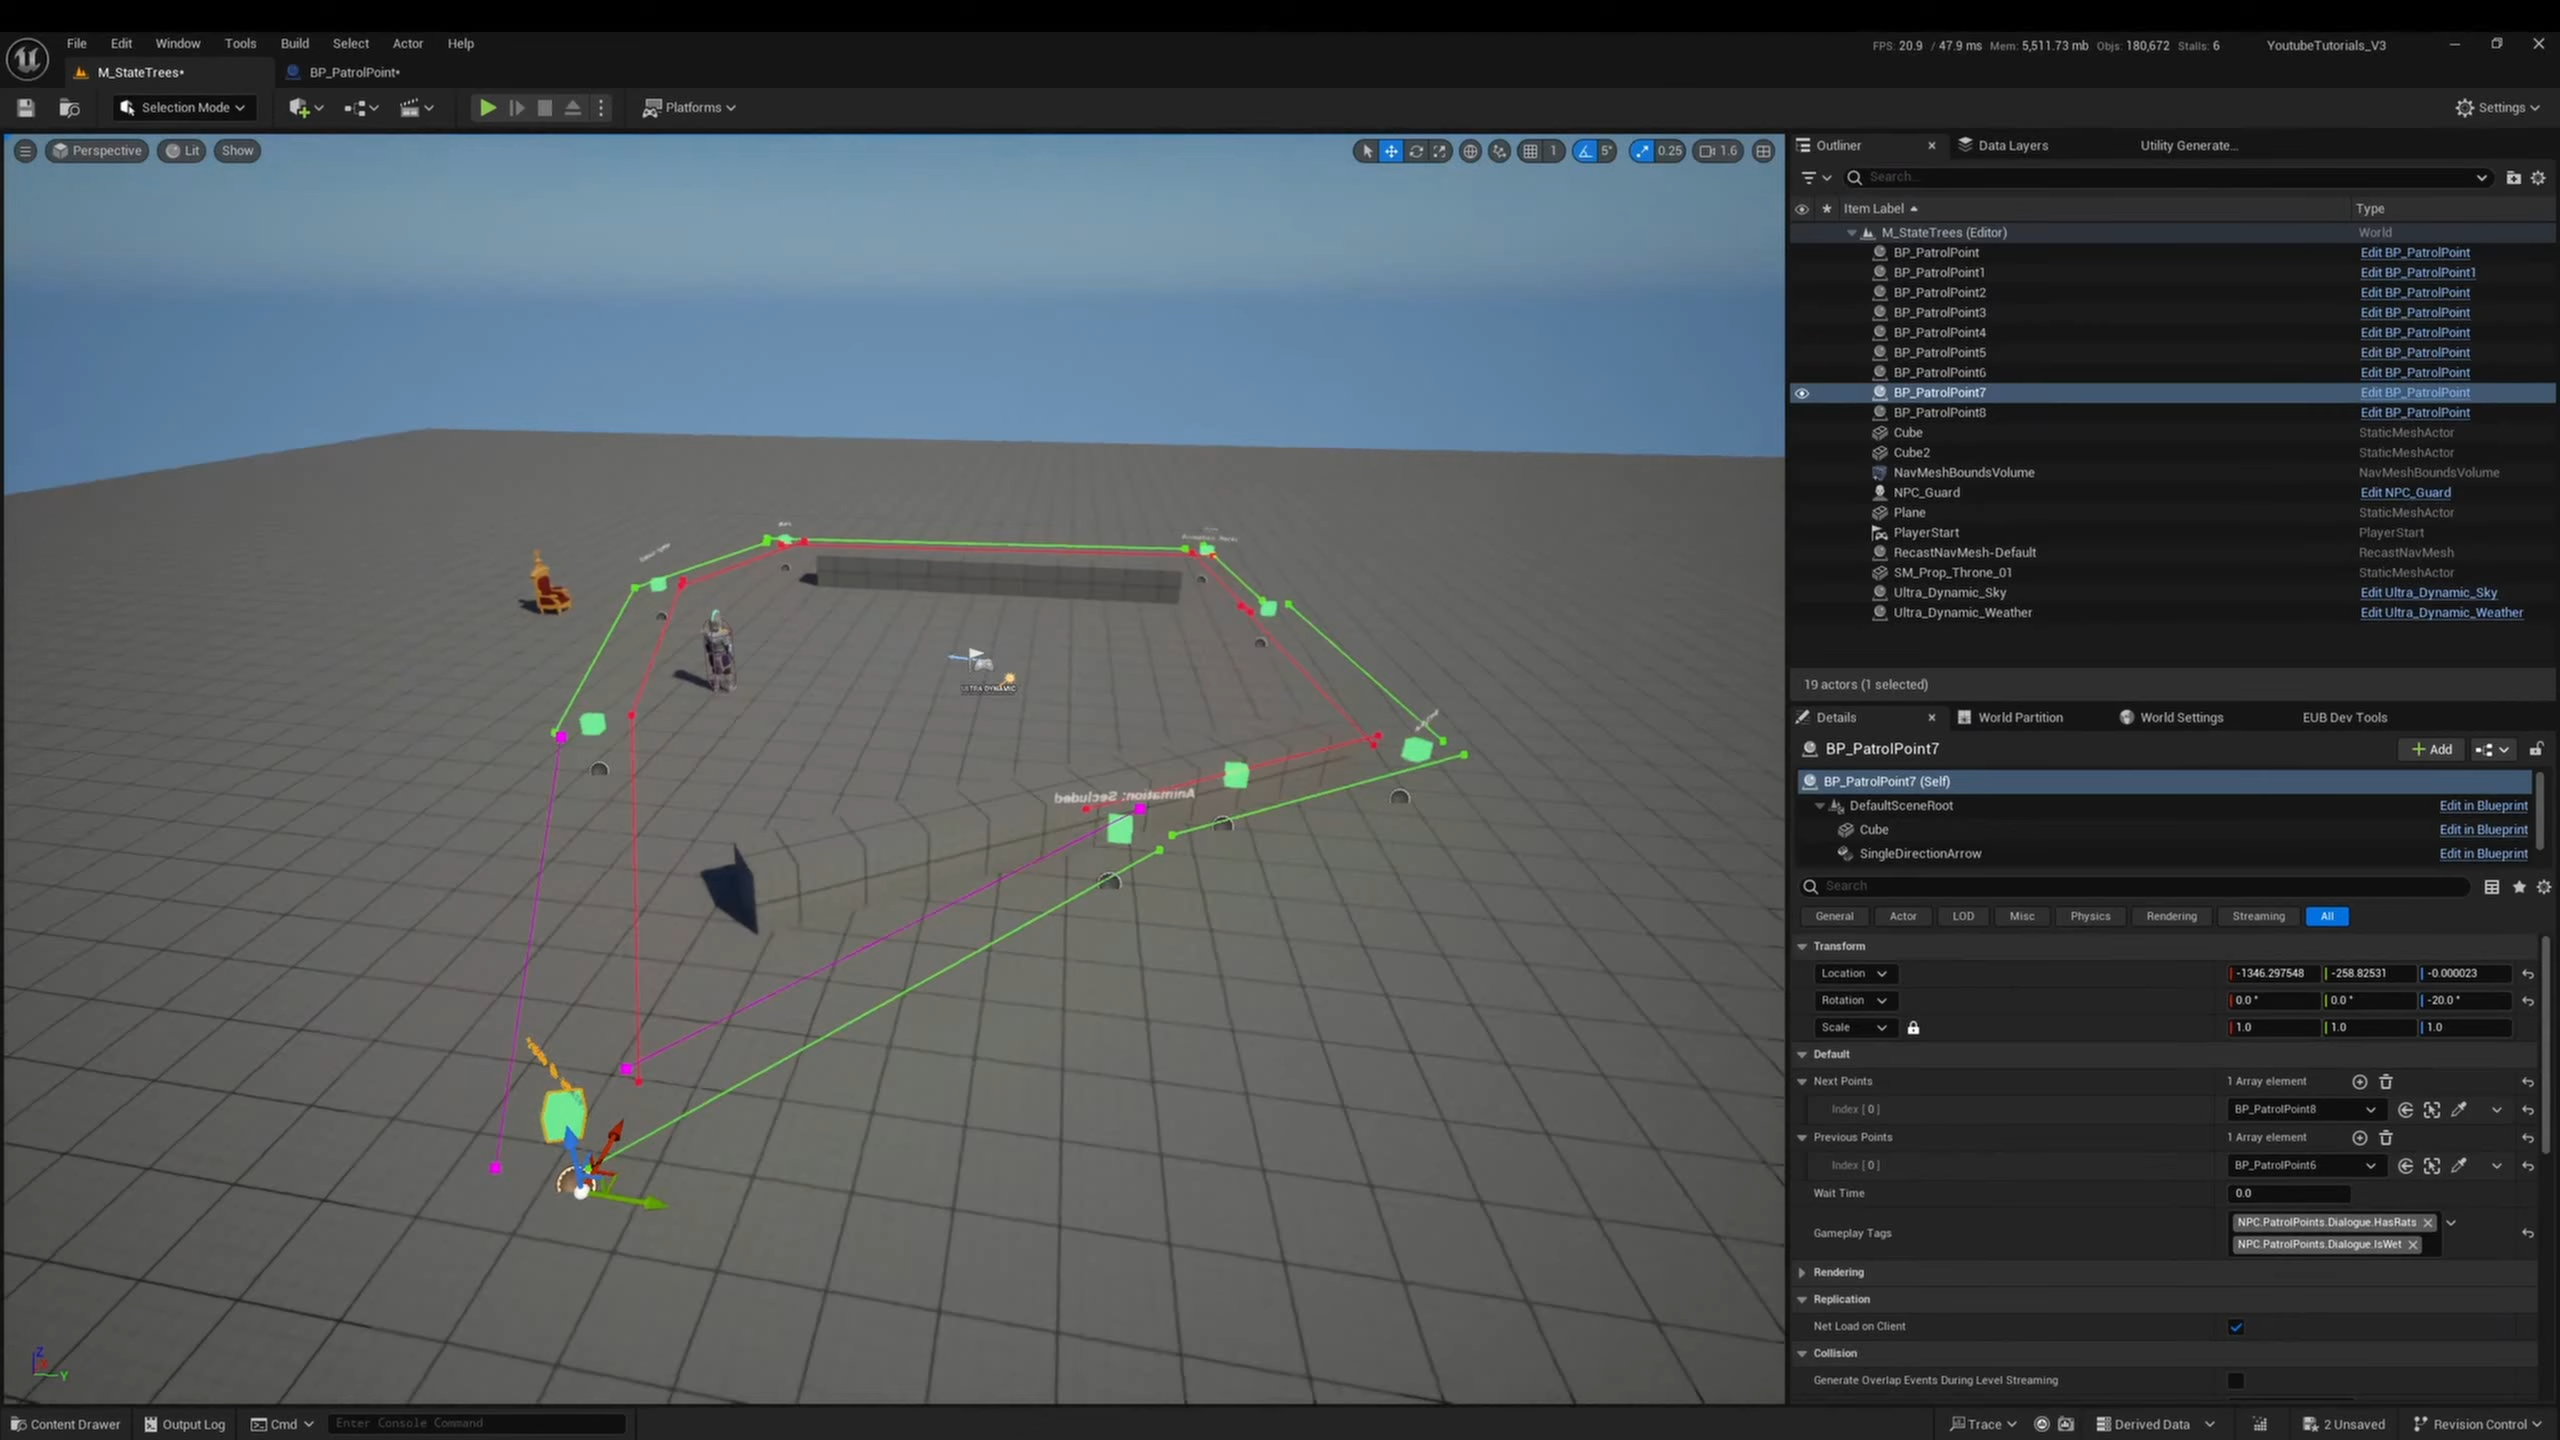 File Edit Window Tools Build Select Actor Help
FPS: 20.9 / 47.9 ms Mem: 5,511.73 mb Objs: 180,672 Stalls: 6 YoutubeTutorials_V3
M_StateTrees* BP_PatrolPoint*
Selection Mode Platforms Settings
Perspective Lit Show 1 5° 0.25 1.6
Outliner Data Layers Utility Generate...
Search...
Item Label Type
M_StateTrees (Editor) World
BP_PatrolPoint Edit BP_PatrolPoint
BP_PatrolPoint1 Edit BP_PatrolPoint1
BP_PatrolPoint2 Edit BP_PatrolPoint
BP_PatrolPoint3 Edit BP_PatrolPoint
BP_PatrolPoint4 Edit BP_PatrolPoint
BP_PatrolPoint5 Edit BP_PatrolPoint
BP_PatrolPoint6 Edit BP_PatrolPoint
BP_PatrolPoint7 Edit BP_PatrolPoint
BP_PatrolPoint8 Edit BP_PatrolPoint
Cube StaticMeshActor
Cube2 StaticMeshActor
NavMeshBoundsVolume NavMeshBoundsVolume
NPC_Guard Edit NPC_Guard
Plane StaticMeshActor
PlayerStart PlayerStart
RecastNavMesh-Default RecastNavMesh
SM_Prop_Throne_01 StaticMeshActor
Ultra_Dynamic_Sky Edit Ultra_Dynamic_Sky
Ultra_Dynamic_Weather Edit Ultra_Dynamic_Weather
19 actors (1 selected)
ULTRA DYNAMIC
Animation: Secluded
Details World Partition World Settings EUB Dev Tools
BP_PatrolPoint7 Add
BP_PatrolPoint7 (Self)
DefaultSceneRoot Edit in Blueprint
Cube Edit in Blueprint
SingleDirectionArrow Edit in Blueprint
Search
General Actor LOD Misc Physics Rendering Streaming All
Transform
Location -1346.297548 -258.82531 -0.000023
Rotation 0.0° 0.0° -20.0°
Scale 1.0 1.0 1.0
Default
Next Points 1 Array element
Index [ 0 ] BP_PatrolPoint8
Previous Points 1 Array element
Index [ 0 ] BP_PatrolPoint6
Wait Time 0.0
Gameplay Tags NPC.PatrolPoints.Dialogue.HasRats
NPC.PatrolPoints.Dialogue.IsWet
Rendering
Replication
Net Load on Client
Collision
Generate Overlap Events During Level Streaming
Z X Y
Content Drawer Output Log Cmd Enter Console Command Trace Derived Data 2 Unsaved Revision Control